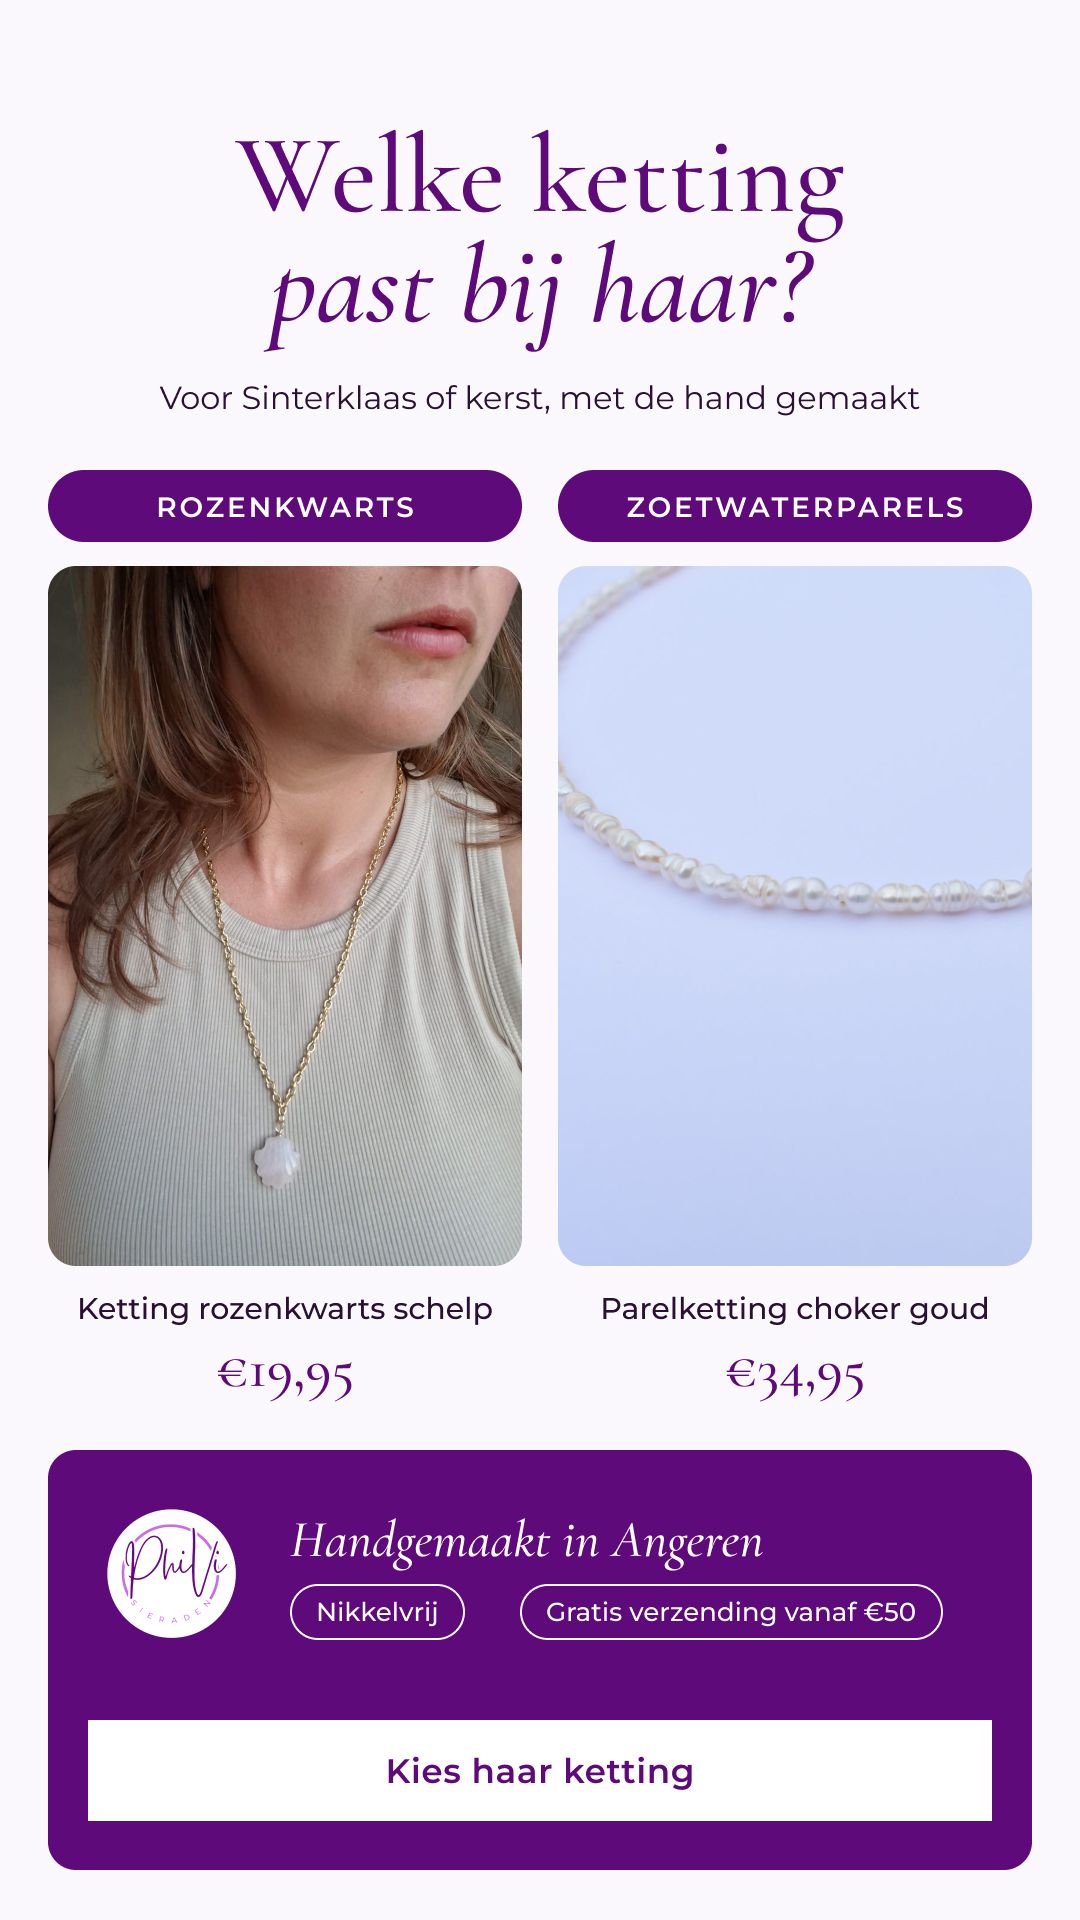 Welke ketting
past bij haar?
Voor Sinterklaas of kerst, met de hand gemaakt
ROZENKWARTS
ZOETWATERPARELS
Ketting rozenkwarts schelp
€19,95
Parelketting choker goud
€34,95
PhiVi
SIERADEN
Handgemaakt in Angeren
Nikkelvrij
Gratis verzending vanaf €50
Kies haar ketting